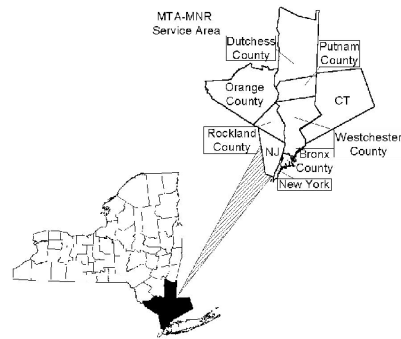 MTA-MNR
Service Area
Dutchess
County
Putnam
County
Orange
County
CT
Rockland
County
Westchester
County
NJ
Bronx
County
New York